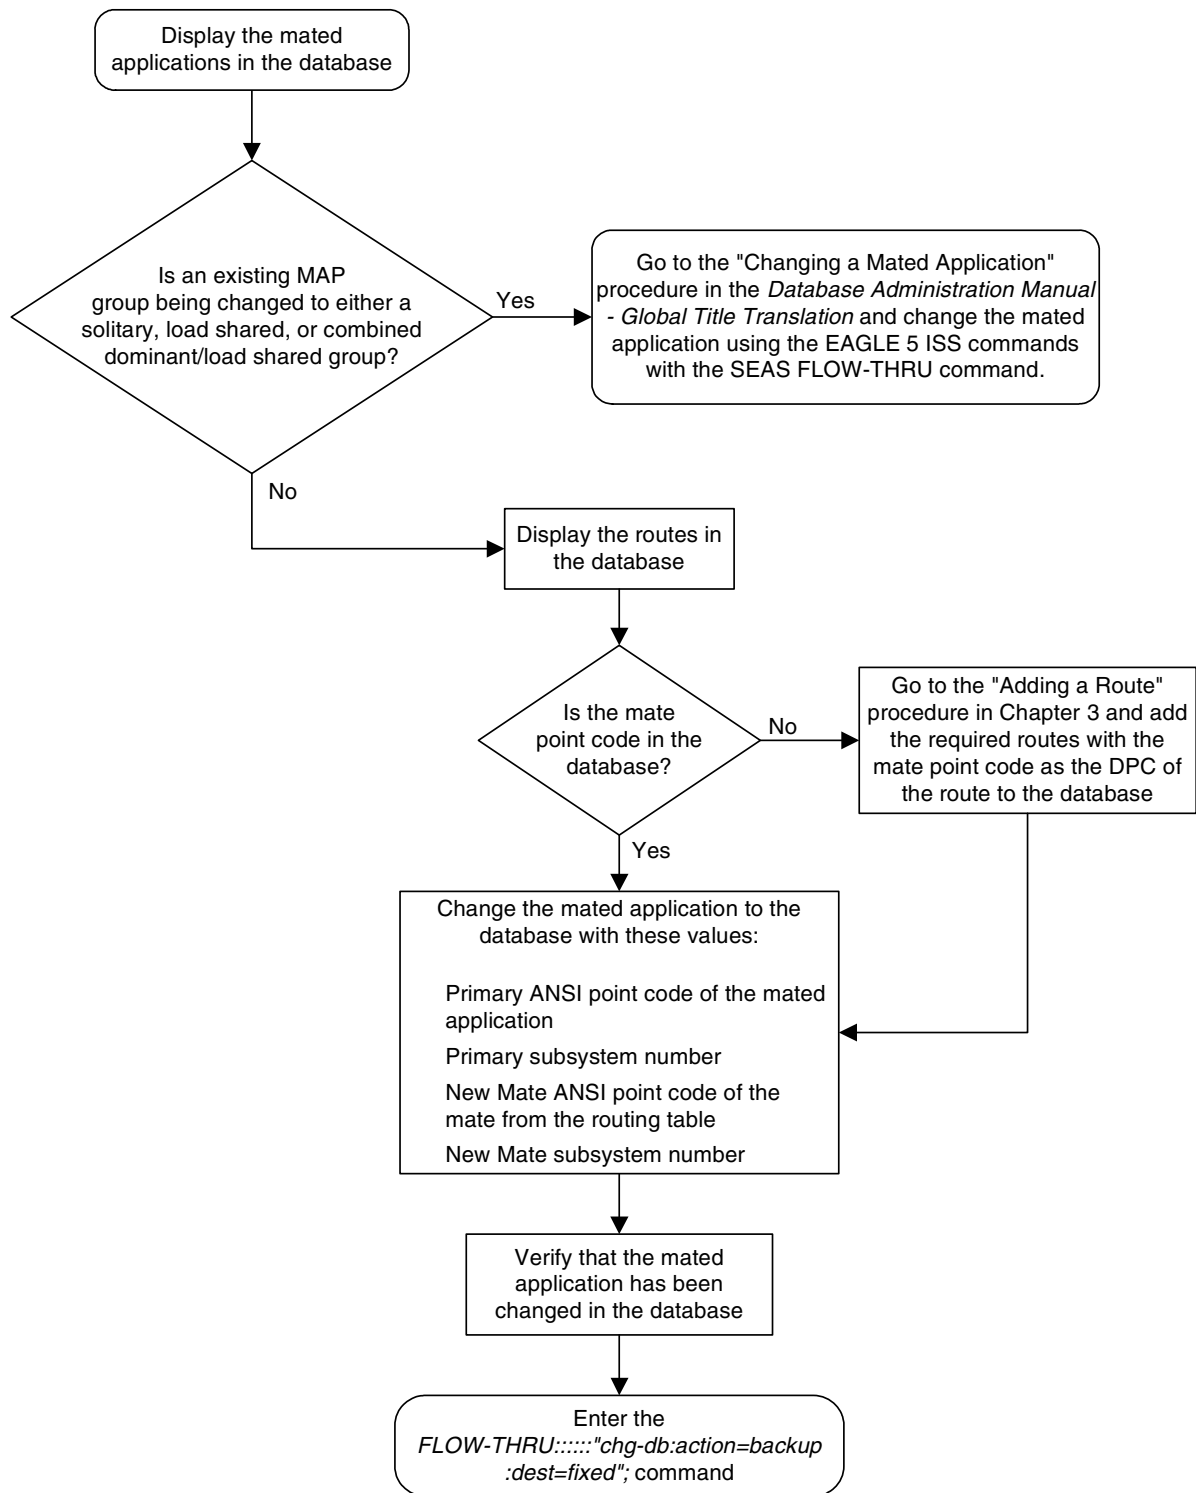 Display the mated
applications in the database
Is an existing MAP
group being changed to either a
solitary, load shared, or combined
dominant/load shared group?
Yes
Go to the "Changing a Mated Application"
procedure in the Database Administration Manual
- Global Title Translation and change the mated
application using the EAGLE 5 ISS commands
with the SEAS FLOW-THRU command.
No
Display the routes in
the database
Is the mate
point code in the
database?
No
Go to the "Adding a Route"
procedure in Chapter 3 and add
the required routes with the
mate point code as the DPC of
the route to the database
Yes
Change the mated application to the
database with these values:
Primary ANSI point code of the mated
application
Primary subsystem number
New Mate ANSI point code of the
mate from the routing table
New Mate subsystem number
Verify that the mated
application has been
changed in the database
Enter the
FLOW-THRU::::::"chg-db:action=backup
:dest=fixed"; command